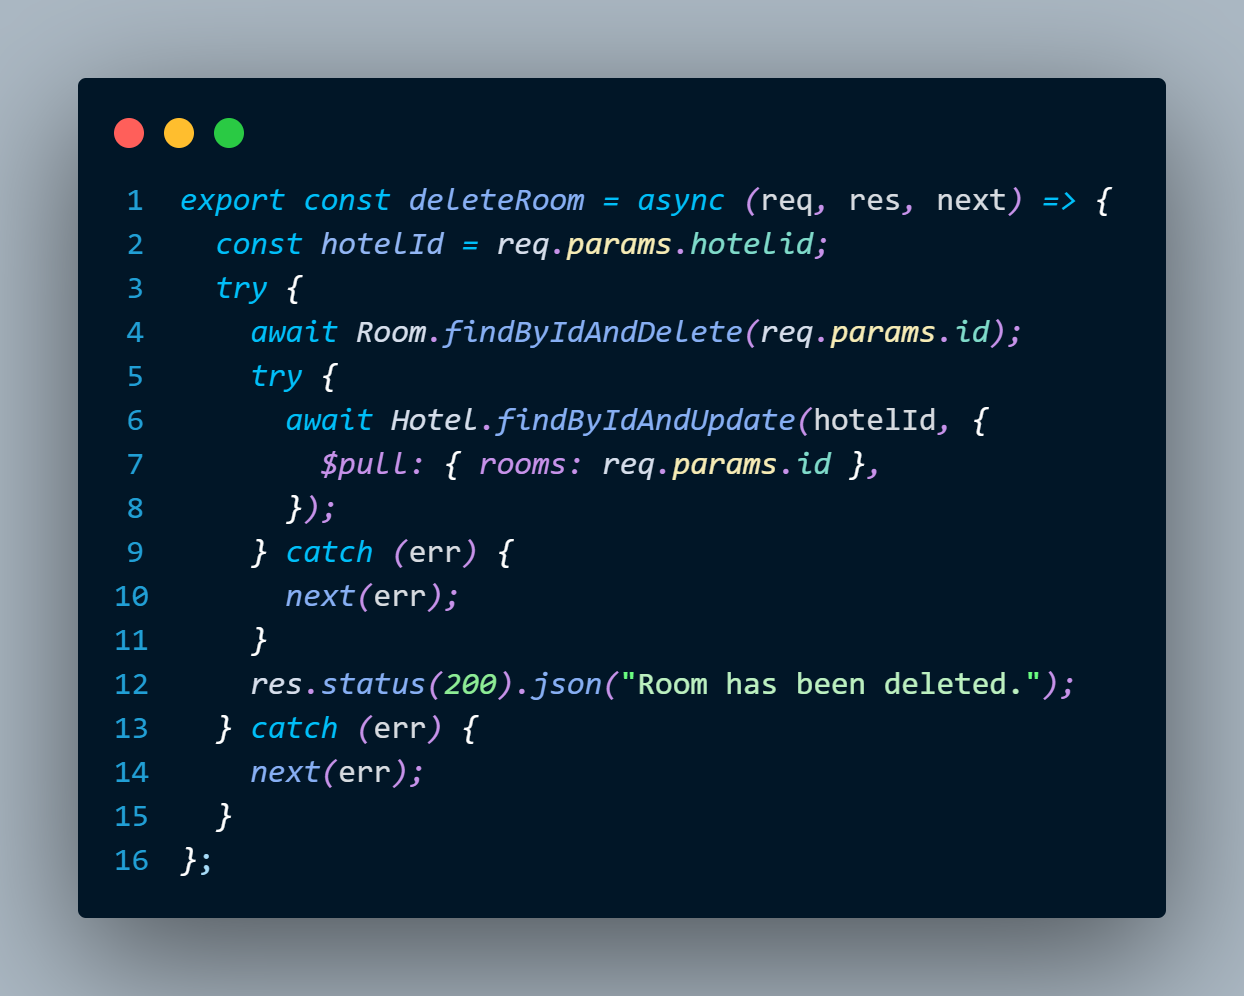 1 export const deleteRoom = async (req, res, next) => {
2   const hotelId = req.params.hotelid;
3   try {
4     await Room.findByIdAndDelete(req.params.id);
5     try {
6       await Hotel.findByIdAndUpdate(hotelId, {
7         $pull: { rooms: req.params.id },
8       });
9     } catch (err) {
10       next(err);
11     }
12     res.status(200).json("Room has been deleted.");
13   } catch (err) {
14     next(err);
15   }
16 };